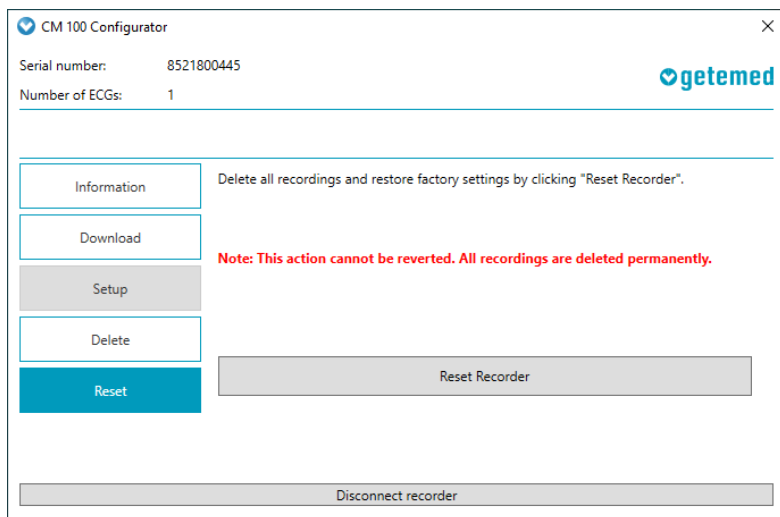 CM 100 Configurator
Serial number: 8521800445
getemed
Number of ECGs: 1
Information
Delete all recordings and restore factory settings by clicking "Reset Recorder".
Download
Note: This action cannot be reverted. All recordings are deleted permanently.
Setup
Delete
Reset Recorder
Reset
Disconnect recorder